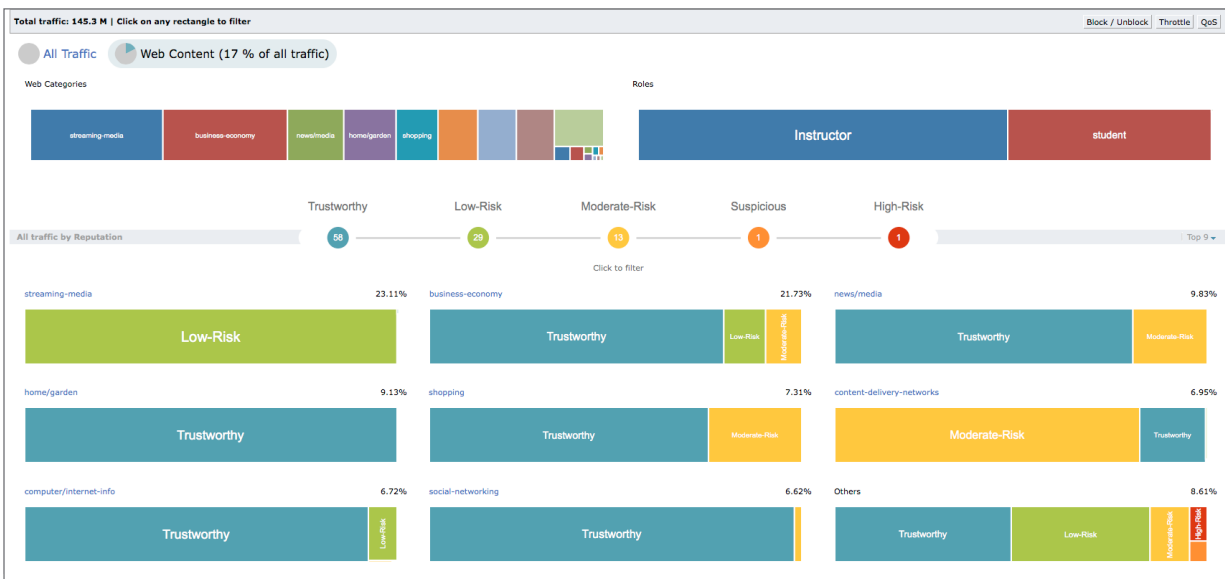 Total traffic: 145.3 M | Click on any rectangle to filter
Block / Unblock
Throttle
QoS
All Traffic
Web Content (17 % of all traffic)
Web Categories
Roles
streaming-media
business-economy
news/media
home/garden
shopping
Instructor
student
Trustworthy
Low-Risk
Moderate-Risk
Suspicious
High-Risk
All traffic by Reputation
58
29
13
1
1
Top 9
Click to filter
streaming-media 23.11%
business-economy 21.73%
news/media 9.83%
Low-Risk
Trustworthy
Low-Risk
Moderate-Risk
Trustworthy
Moderate-Risk
home/garden 9.13%
shopping 7.31%
content-delivery-networks 6.95%
Trustworthy
Trustworthy
Moderate-Risk
Moderate-Risk
Trustworthy
computer/internet-info 6.72%
social-networking 6.62%
Others 8.61%
Trustworthy
Low-Risk
Trustworthy
Trustworthy
Low-Risk
Moderate-Risk
High-Risk